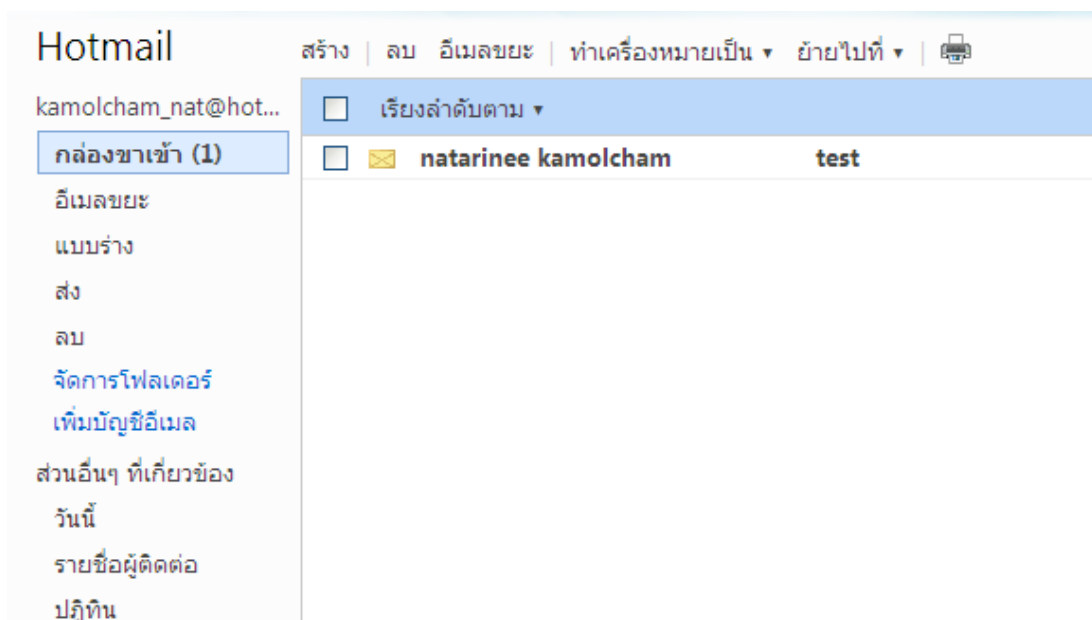 Hotmail
สร้าง | ลบ อีเมลขยะ | ทำเครื่องหมายเป็น ▾ ย้ายไปที่ ▾ |
kamolcham_nat@hot...
เรียงลำดับตาม ▾
กล่องขาเข้า (1)
natarinee kamolcham test
อีเมลขยะ
แบบร่าง
ส่ง
ลบ
จัดการโฟลเดอร์
เพิ่มบัญชีอีเมล
ส่วนอื่นๆ ที่เกี่ยวข้อง
วันนี้
รายชื่อผู้ติดต่อ
ปฏิทิน